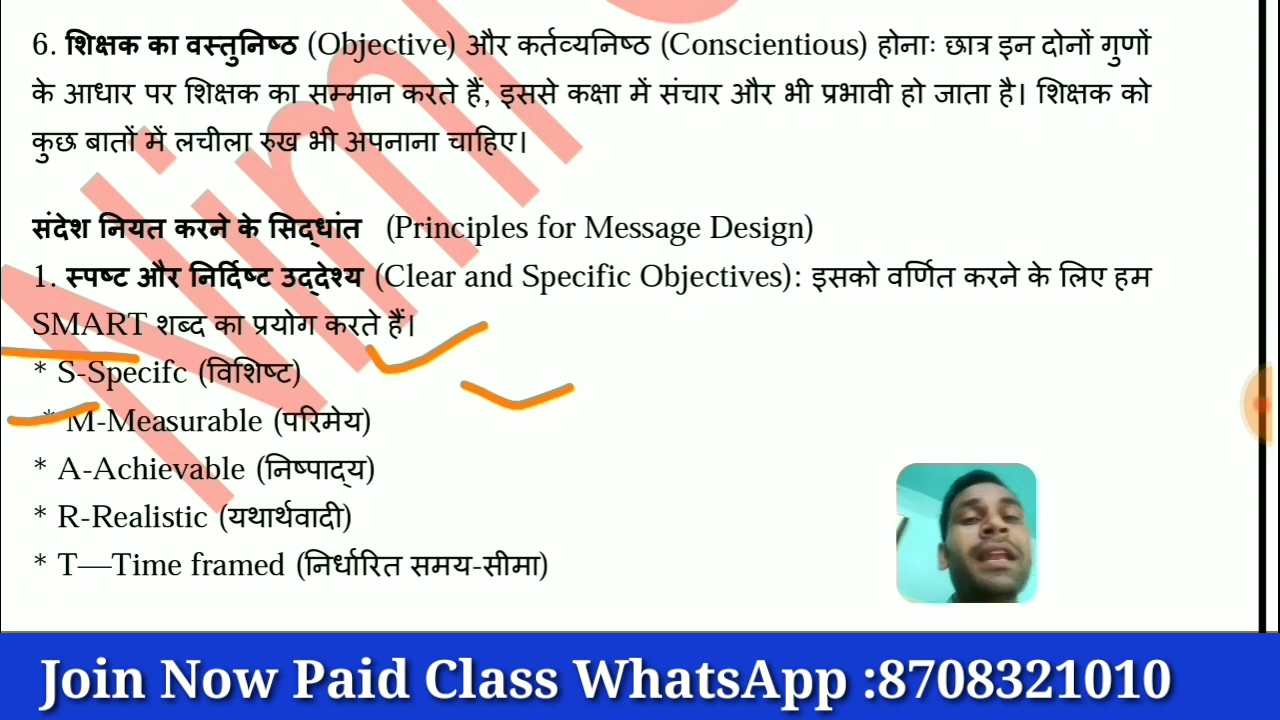 6. शिक्षक का वस्तुनिष्ठ (Objective) और कर्तव्यनिष्ठ (Conscientious) होनाः छात्र इन दोनों गुणों
के आधार पर शिक्षक का सम्मान करते हैं, इससे कक्षा में संचार और भी प्रभावी हो जाता है। शिक्षक को
कुछ बातों में लचीला रुख भी अपनाना चाहिए।
संदेश नियत करने के सिद्धांत (Principles for Message Design)
1. स्पष्ट और निर्दिष्ट उद्देश्य (Clear and Specific Objectives): इसको वर्णित करने के लिए हम
SMART शब्द का प्रयोग करते हैं।
* S-Specifc (विशिष्ट)
* M-Measurable (परिमेय)
* A-Achievable (निष्पाद्य)
* R-Realistic (यथार्थवादी)
* T—Time framed (निर्धारित समय-सीमा)
Join Now Paid Class WhatsApp :8708321010